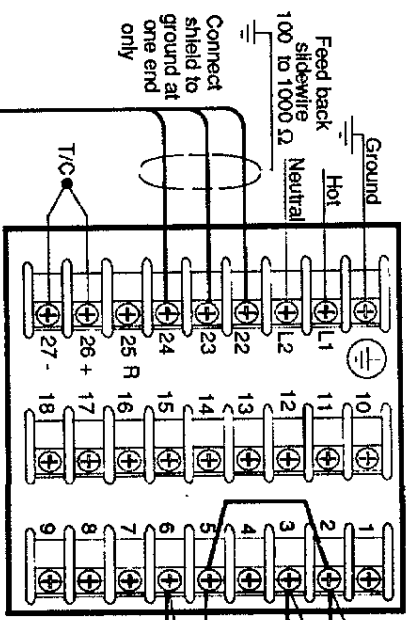 Connect
shield to
ground at
one end
only
Feed back
slidewire
100 to 1000 Ω
Ground
Hot
Neutral
T/C
L1
L2
22
23
24
25 R
26 +
27 -
10
11
12
13
14
15
16
17
18
1
2
3
4
5
6
7
8
9